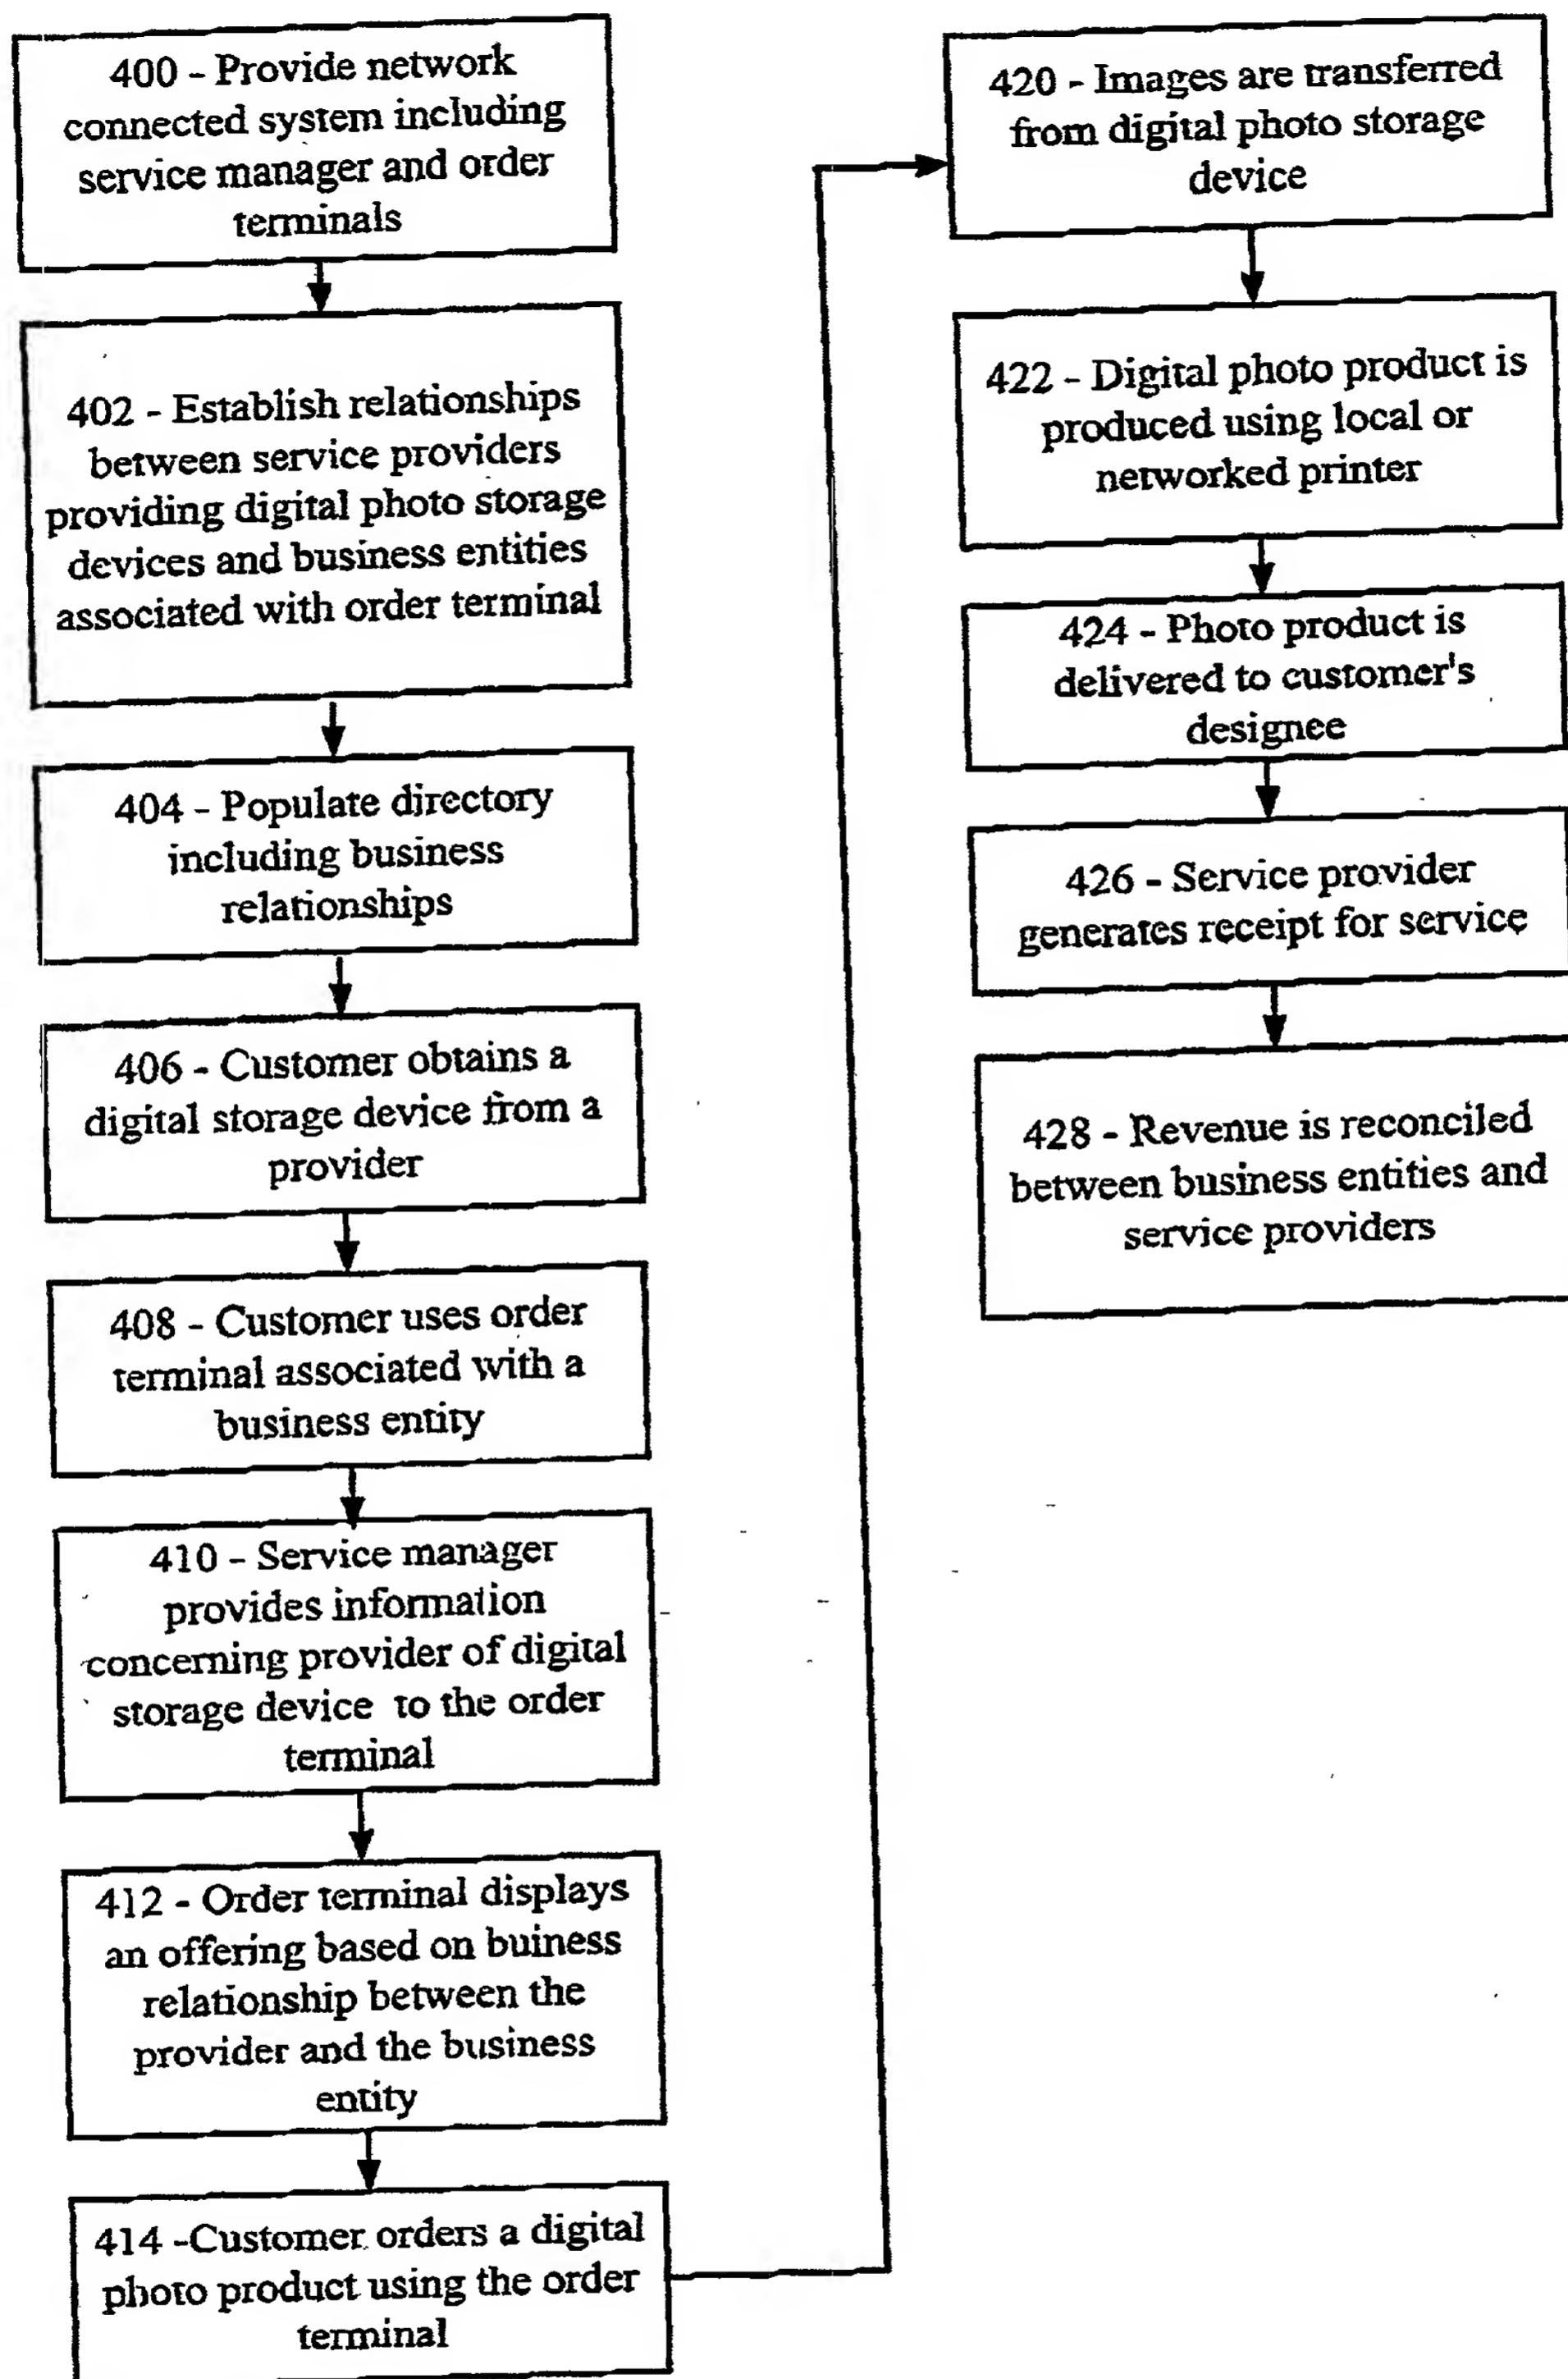 400 - Provide network
connected system including
service manager and order
terminals
402 - Establish relationships
between service providers
providing digital photo storage
devices and business entities
associated with order terminal
404 - Populate directory
including business
relationships
406 - Customer obtains a
digital storage device from a
provider
408 - Customer uses order
terminal associated with a
business entity
410 - Service manager
provides information
concerning provider of digital
storage device to the order
terminal
412 - Order terminal displays
an offering based on buiness
relationship between the
provider and the business
entity
414 -Customer orders a digital
photo product using the order
terminal
420 - Images are transferred
from digital photo storage
device
422 - Digital photo product is
produced using local or
networked printer
424 - Photo product is
delivered to customer's
designee
426 - Service provider
generates receipt for service
428 - Revenue is reconciled
between business entities and
service providers